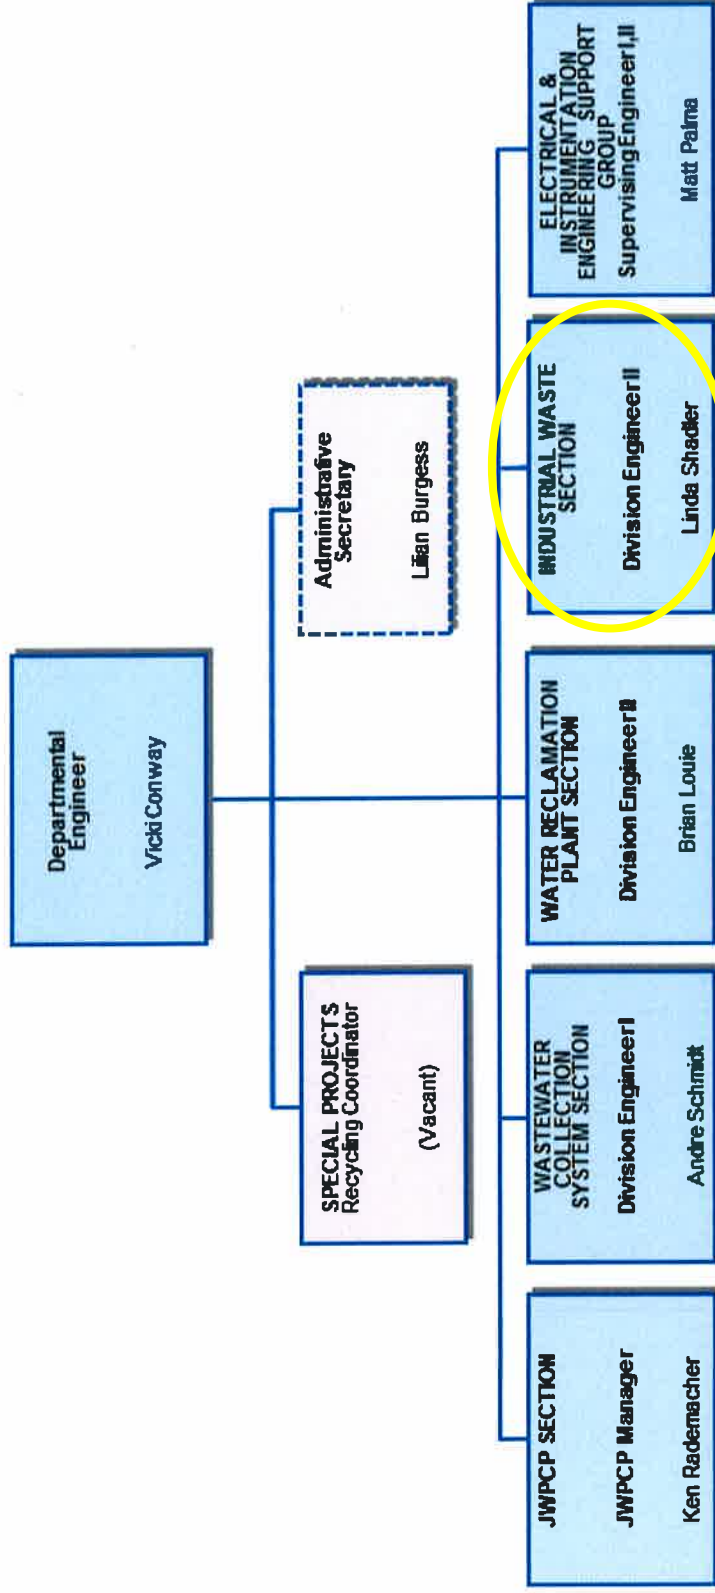 Departmental
Engineer
Vicki Conway
SPECIAL PROJECTS
Recycling Coordinator
(Vacant)
Administrative
Secretary
Lilian Burgess
JWPCP SECTION
JWPCP Manager
Ken Rademacher
WASTEWATER
COLLECTION
SYSTEM SECTION
Division Engineer I
Andre Schmidt
WATER RECLAMATION
PLANT SECTION
Division Engineer II
Brian Louie
INDUSTRIAL WASTE
SECTION
Division Engineer II
Linda Shadler
ELECTRICAL &
INSTRUMENTATION
ENGINEERING SUPPORT
GROUP
Supervising Engineer I,II
Matt Palma